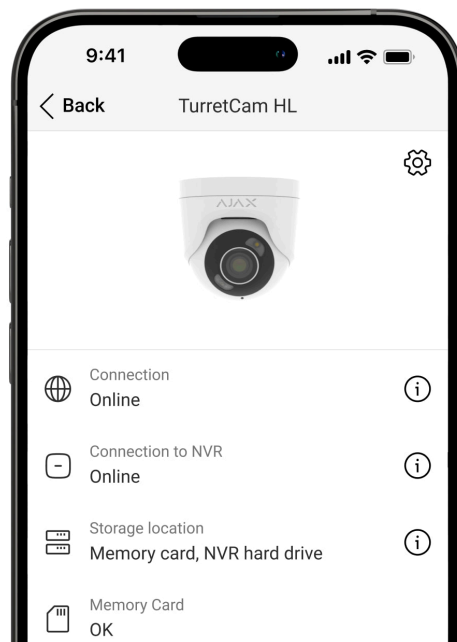 9:41
Back
TurretCam HL
AJAX
Connection
Online
Connection to NVR
Online
Storage location
Memory card, NVR hard drive
Memory Card
OK